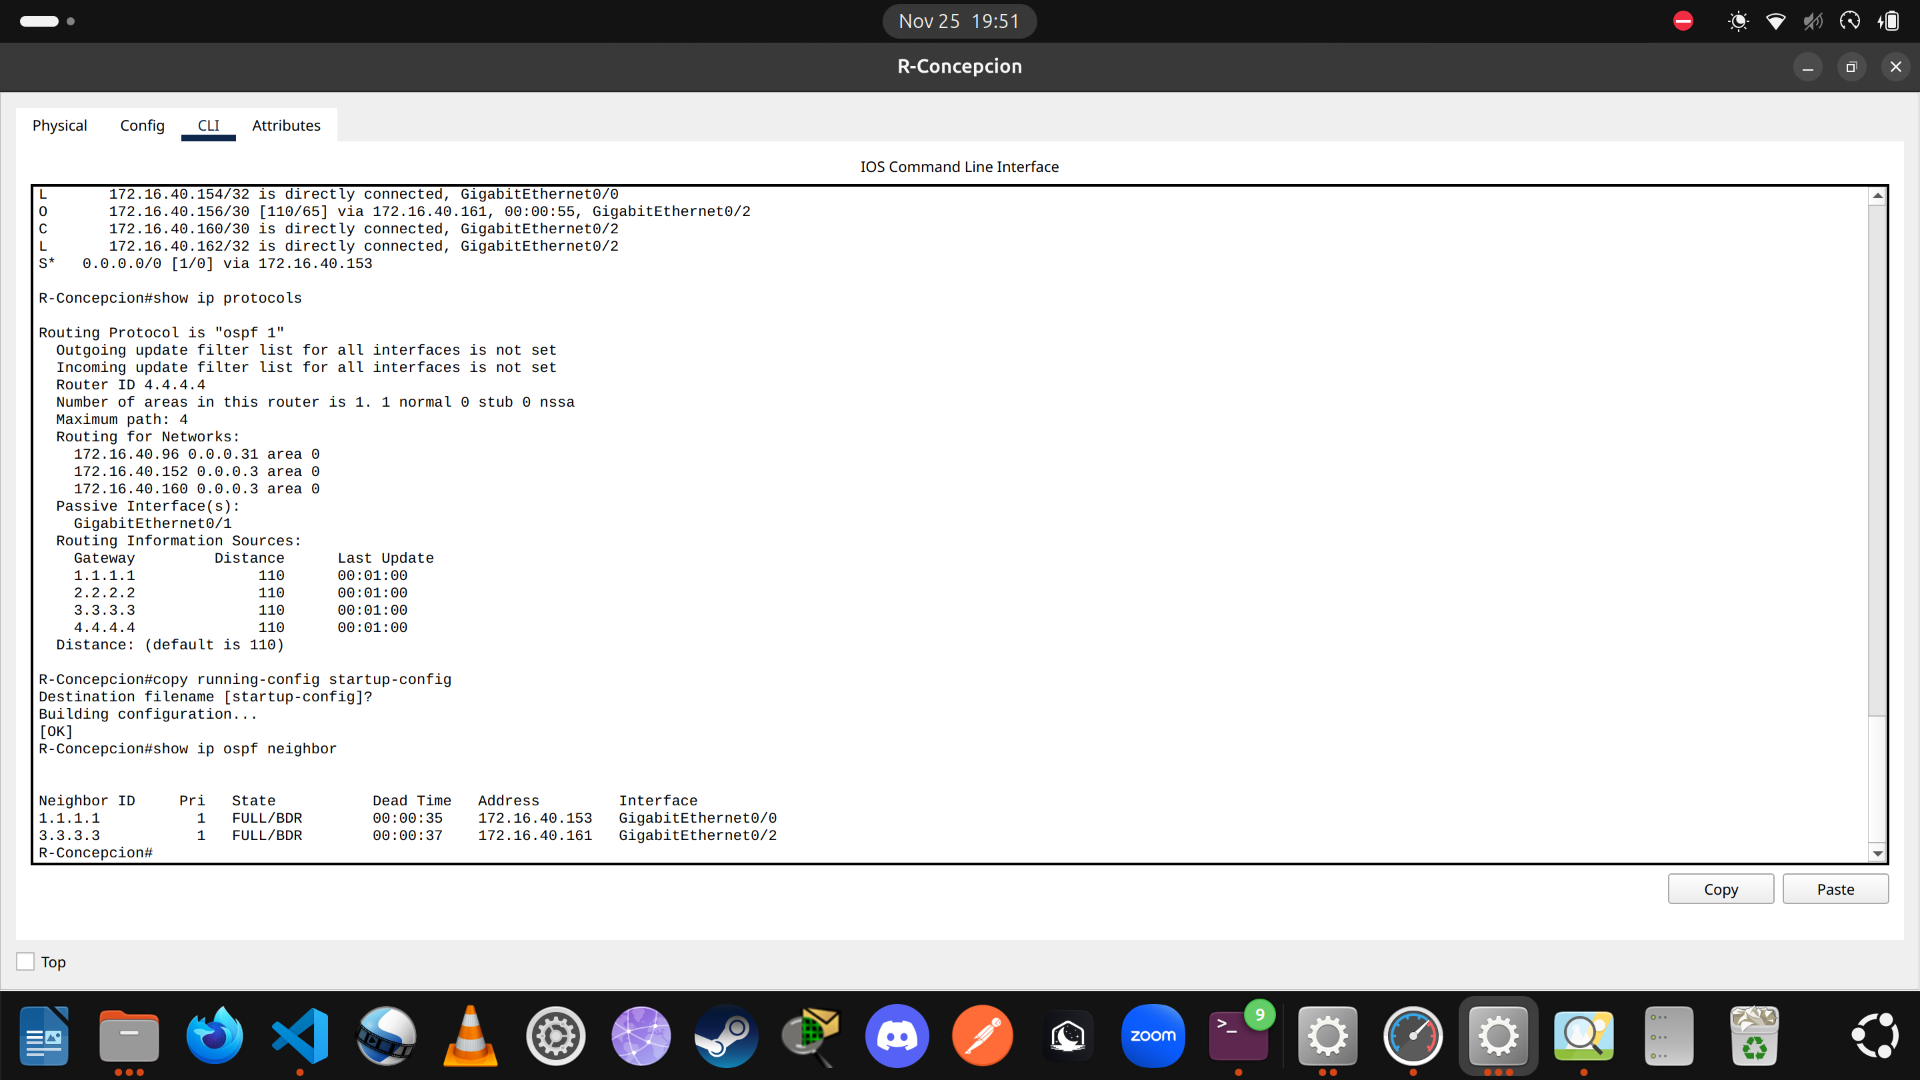 Nov 25 19:51
R-Concepcion
Physical Config CLI Attributes
IOS Command Line Interface
L       172.16.40.154/32 is directly connected, GigabitEthernet0/0
O       172.16.40.156/30 [110/65] via 172.16.40.161, 00:00:55, GigabitEthernet0/2
C       172.16.40.160/30 is directly connected, GigabitEthernet0/2
L       172.16.40.162/32 is directly connected, GigabitEthernet0/2
S*   0.0.0.0/0 [1/0] via 172.16.40.153
R-Concepcion#show ip protocols
Routing Protocol is "ospf 1"
  Outgoing update filter list for all interfaces is not set
  Incoming update filter list for all interfaces is not set
  Router ID 4.4.4.4
  Number of areas in this router is 1. 1 normal 0 stub 0 nssa
  Maximum path: 4
  Routing for Networks:
    172.16.40.96 0.0.0.31 area 0
    172.16.40.152 0.0.0.3 area 0
    172.16.40.160 0.0.0.3 area 0
  Passive Interface(s):
    GigabitEthernet0/1
  Routing Information Sources:
    Gateway         Distance      Last Update
    1.1.1.1              110      00:01:00
    2.2.2.2              110      00:01:00
    3.3.3.3              110      00:01:00
    4.4.4.4              110      00:01:00
  Distance: (default is 110)
R-Concepcion#copy running-config startup-config
Destination filename [startup-config]?
Building configuration...
[OK]
R-Concepcion#show ip ospf neighbor
Neighbor ID     Pri   State           Dead Time   Address         Interface
1.1.1.1           1   FULL/BDR        00:00:35    172.16.40.153   GigabitEthernet0/0
3.3.3.3           1   FULL/BDR        00:00:37    172.16.40.161   GigabitEthernet0/2
R-Concepcion#
Copy Paste
Top
zoom
>_
9